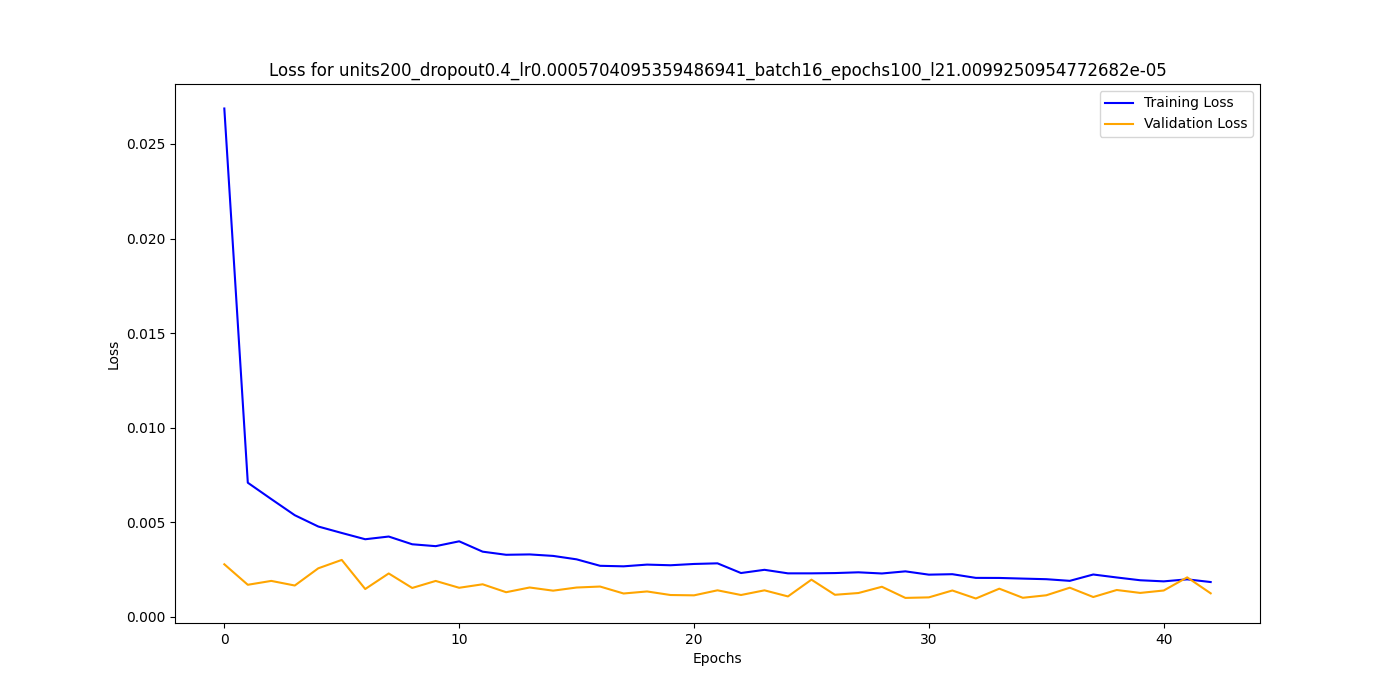 Loss for units200_dropout0.4_lr0.0005704095359486941_batch16_epochs100_l21.0099250954772682e-05
Training Loss
Validation Loss
0.025
0.020
0.015
0.010
0.005
0.000
Loss
0 10 20 30 40
Epochs